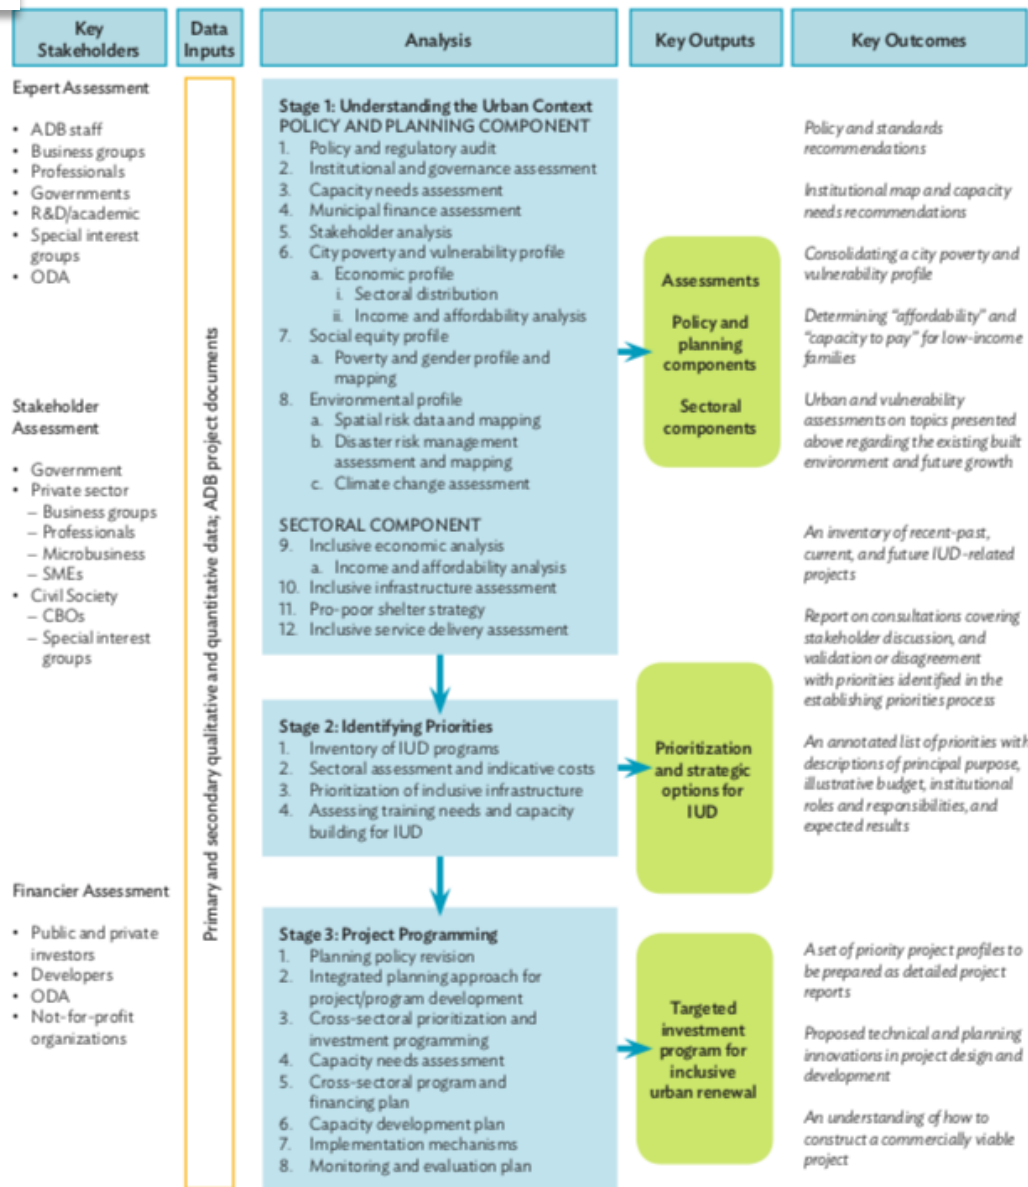 Key
Stakeholders
Data
Inputs
Analysis
Key Outputs
Key Outcomes
Expert Assessment
• ADB staff
• Business groups
• Professionals
• Governments
• R&D/academic
• Special interest
groups
• ODA
Stakeholder
Assessment
• Government
• Private sector
– Business groups
– Professionals
– Microbusiness
– SMEs
• Civil Society
– CBOs
– Special interest
groups
Financier Assessment
• Public and private
investors
• Developers
• ODA
• Not-for-profit
organizations
Primary and secondary qualitative and quantitative data; ADB project documents
Stage 1: Understanding the Urban Context
POLICY AND PLANNING COMPONENT
1. Policy and regulatory audit
2. Institutional and governance assessment
3. Capacity needs assessment
4. Municipal finance assessment
5. Stakeholder analysis
6. City poverty and vulnerability profile
a. Economic profile
i. Sectoral distribution
ii. Income and affordability analysis
7. Social equity profile
a. Poverty and gender profile and
mapping
8. Environmental profile
a. Spatial risk data and mapping
b. Disaster risk management
assessment and mapping
c. Climate change assessment
SECTORAL COMPONENT
9. Inclusive economic analysis
a. Income and affordability analysis
10. Inclusive infrastructure assessment
11. Pro-poor shelter strategy
12. Inclusive service delivery assessment
Stage 2: Identifying Priorities
1. Inventory of IUD programs
2. Sectoral assessment and indicative costs
3. Prioritization of inclusive infrastructure
4. Assessing training needs and capacity
building for IUD
Stage 3: Project Programming
1. Planning policy revision
2. Integrated planning approach for
project/program development
3. Cross-sectoral prioritization and
investment programming
4. Capacity needs assessment
5. Cross-sectoral program and
financing plan
6. Capacity development plan
7. Implementation mechanisms
8. Monitoring and evaluation plan
Assessments
Policy and
planning
components
Sectoral
components
Prioritization
and strategic
options for
IUD
Targeted
investment
program for
inclusive
urban renewal
Policy and standards
recommendations
Institutional map and capacity
needs recommendations
Consolidating a city poverty and
vulnerability profile
Determining “affordability” and
“capacity to pay” for low-income
families
Urban and vulnerability
assessments on topics presented
above regarding the existing built
environment and future growth
An inventory of recent-past,
current, and future IUD-related
projects
Report on consultations covering
stakeholder discussion, and
validation or disagreement
with priorities identified in the
establishing priorities process
An annotated list of priorities with
descriptions of principal purpose,
illustrative budget, institutional
roles and responsibilities, and
expected results
A set of priority project profiles to
be prepared as detailed project
reports
Proposed technical and planning
innovations in project design and
development
An understanding of how to
construct a commercially viable
project